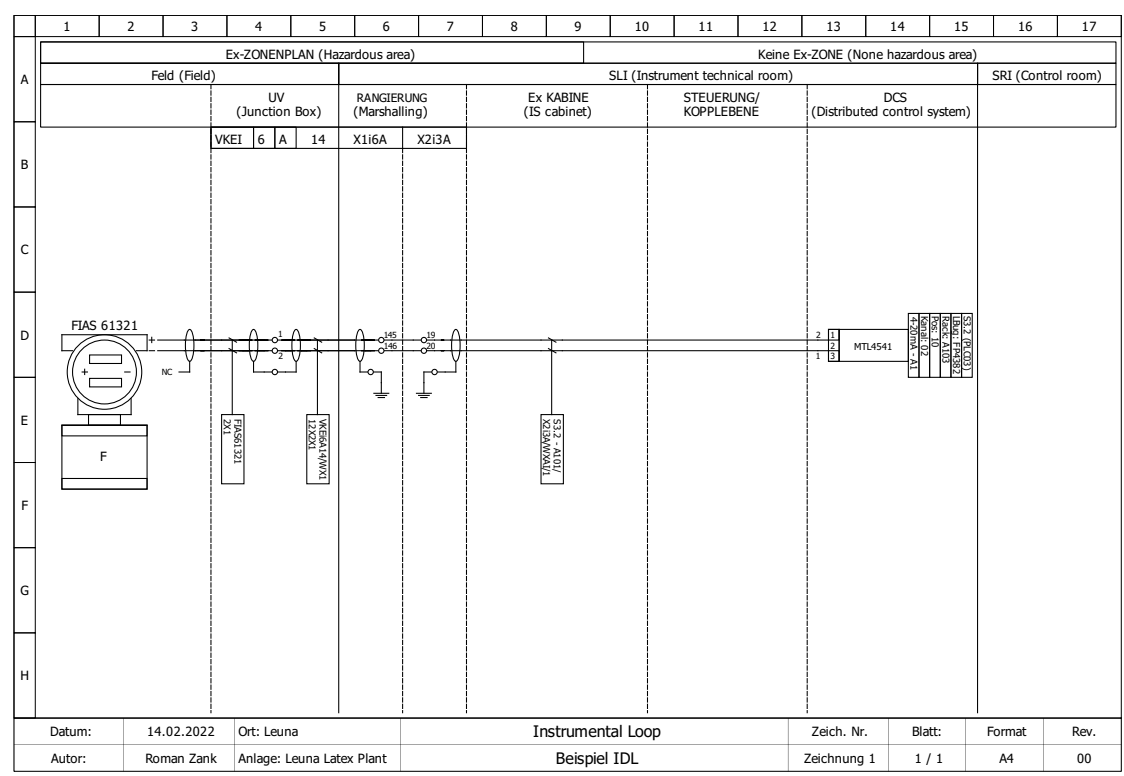 1 2 3 4 5 6 7 8 9 10 11 12 13 14 15 16 17
A
Ex-ZONENPLAN (Hazardous area)
Keine Ex-ZONE (None hazardous area)
Feld (Field)
SLI (Instrument technical room)
SRI (Control room)
UV
(Junction Box)
RANGIERUNG
(Marshalling)
Ex KABINE
(IS cabinet)
STEUERUNG/
KOPPLEBENE
DCS
(Distributed control system)
B
VKEI 6 A 14 X1i6A X2i3A
C
D
FIAS 61321
+
+ −
NC
1
2
145
146
19
20
2 1
2
1 3
MTL4541
S3.2 (PLC03)
LBug: FP4382
Rack: A103
Pos: 10
Kanal: 02
4-20mA - A1
E
FIAS61321
2X1
VKEI6A14/WX1
12X2X1
S3.2 - A101/
X2i3A/WXAI/1
F
F
G
H
Datum: 14.02.2022 Ort: Leuna Instrumental Loop Zeich. Nr. Blatt: Format Rev.
Autor: Roman Zank Anlage: Leuna Latex Plant Beispiel IDL Zeichnung 1 1 / 1 A4 00